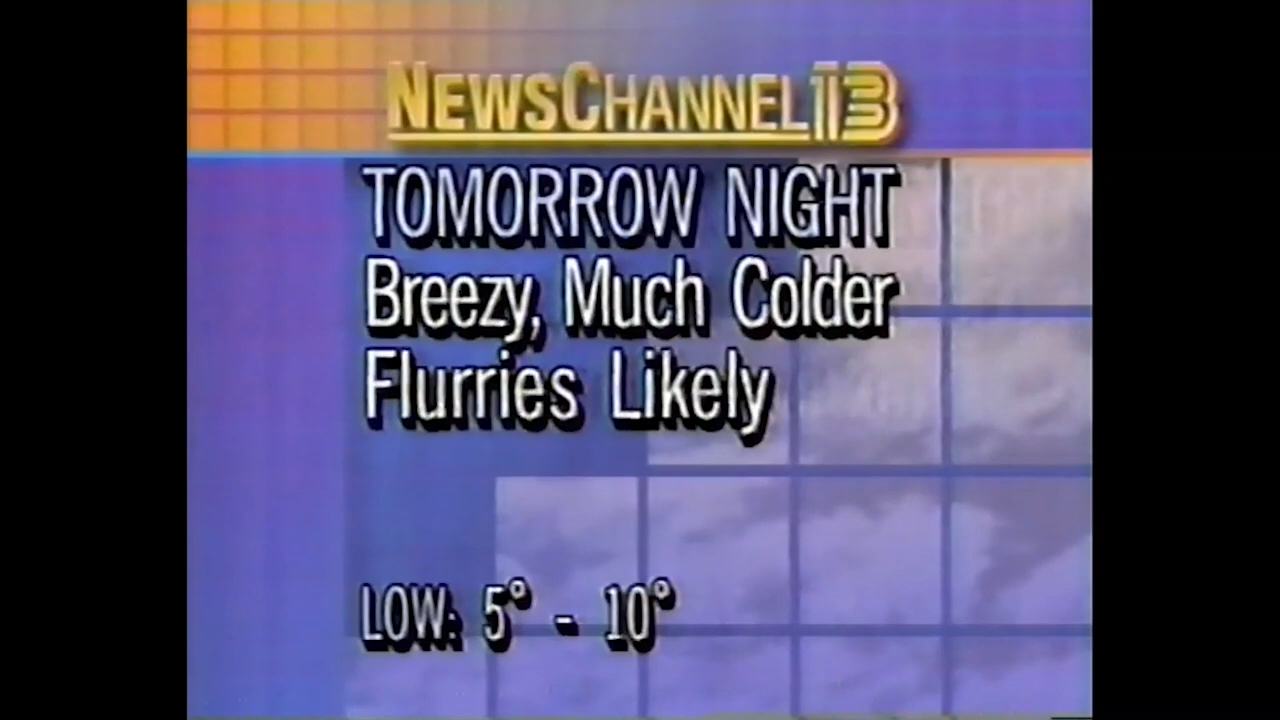 NEWSCHANNEL 13
TOMORROW NIGHT
Breezy, Much Colder
Flurries Likely
LOW: 5° - 10°